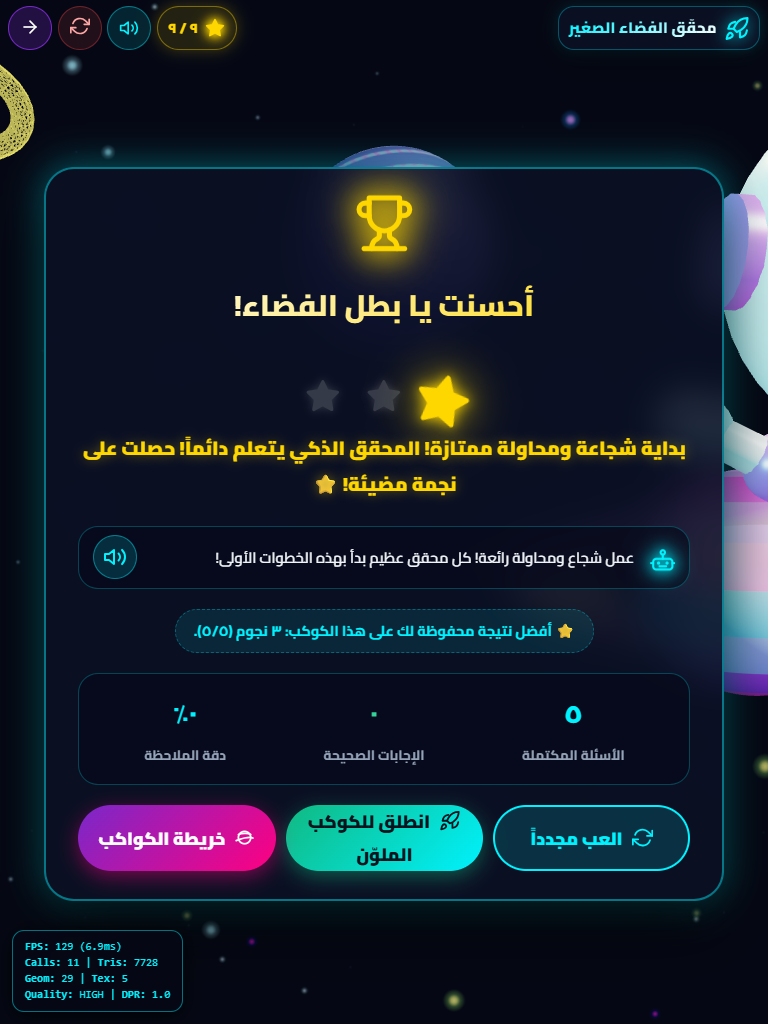 محقّق الفضاء الصغير
٩ / ٩
أحسنت يا بطل الفضاء!
بداية شجاعة ومحاولة ممتازة! المحقق الذكي يتعلم دائماً! حصلت على
نجمة مضيئة! ⭐
عمل شجاع ومحاولة رائعة! كل محقق عظيم بدأ بهذه الخطوات الأولى!
⭐ أفضل نتيجة محفوظة لك على هذا الكوكب: ٣ نجوم (٥/٥).
٥
٠
٠٪
الأسئلة المكتملة
الإجابات الصحيحة
دقة الملاحظة
العب مجدداً
انطلق للكوكب
الملوّن
خريطة الكواكب
FPS: 129 (6.9ms)
Calls: 11 | Tris: 7728
Geom: 29 | Tex: 5
Quality: HIGH | DPR: 1.0